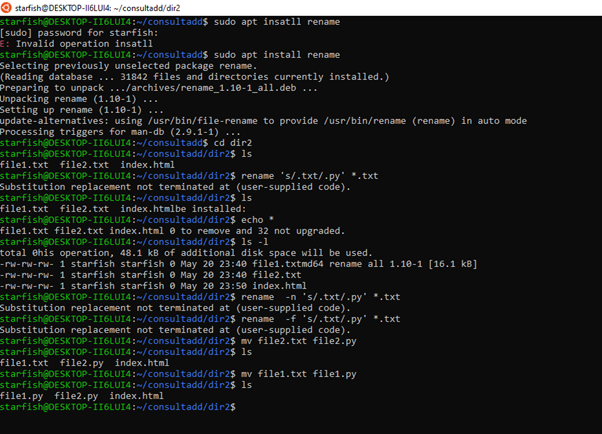 starfish@DESKTOP-II6LUI4: ~/consultadd/dir2
starfish@DESKTOP-II6LUI4:~/consultadd$ sudo apt insatll rename
[sudo] password for starfish:
E: Invalid operation insatll
starfish@DESKTOP-II6LUI4:~/consultadd$ sudo apt install rename
Selecting previously unselected package rename.
(Reading database ... 31842 files and directories currently installed.)
Preparing to unpack .../archives/rename_1.10-1_all.deb ...
Unpacking rename (1.10-1) ...
Setting up rename (1.10-1) ...
update-alternatives: using /usr/bin/file-rename to provide /usr/bin/rename (rename) in auto mode
Processing triggers for man-db (2.9.1-1) ...
starfish@DESKTOP-II6LUI4:~/consultadd$ cd dir2
starfish@DESKTOP-II6LUI4:~/consultadd/dir2$ ls
file1.txt  file2.txt  index.html
starfish@DESKTOP-II6LUI4:~/consultadd/dir2$ rename 's/.txt/.py' *.txt
Substitution replacement not terminated at (user-supplied code).
starfish@DESKTOP-II6LUI4:~/consultadd/dir2$ ls
file1.txt  file2.txt  index.htmlbe installed:
starfish@DESKTOP-II6LUI4:~/consultadd/dir2$ echo *
file1.txt file2.txt index.html 0 to remove and 32 not upgraded.
starfish@DESKTOP-II6LUI4:~/consultadd/dir2$ ls -l
total 0his operation, 48.1 kB of additional disk space will be used.
-rw-rw-rw- 1 starfish starfish 0 May 20 23:40 file1.txtmd64 rename all 1.10-1 [16.1 kB]
-rw-rw-rw- 1 starfish starfish 0 May 20 23:40 file2.txt
-rw-rw-rw- 1 starfish starfish 0 May 20 23:50 index.html
starfish@DESKTOP-II6LUI4:~/consultadd/dir2$ rename  -n 's/.txt/.py' *.txt
Substitution replacement not terminated at (user-supplied code).
starfish@DESKTOP-II6LUI4:~/consultadd/dir2$ rename  -f 's/.txt/.py' *.txt
Substitution replacement not terminated at (user-supplied code).
starfish@DESKTOP-II6LUI4:~/consultadd/dir2$ mv file2.txt file2.py
starfish@DESKTOP-II6LUI4:~/consultadd/dir2$ ls
file1.txt  file2.py  index.html
starfish@DESKTOP-II6LUI4:~/consultadd/dir2$ mv file1.txt file1.py
starfish@DESKTOP-II6LUI4:~/consultadd/dir2$ ls
file1.py  file2.py  index.html
starfish@DESKTOP-II6LUI4:~/consultadd/dir2$